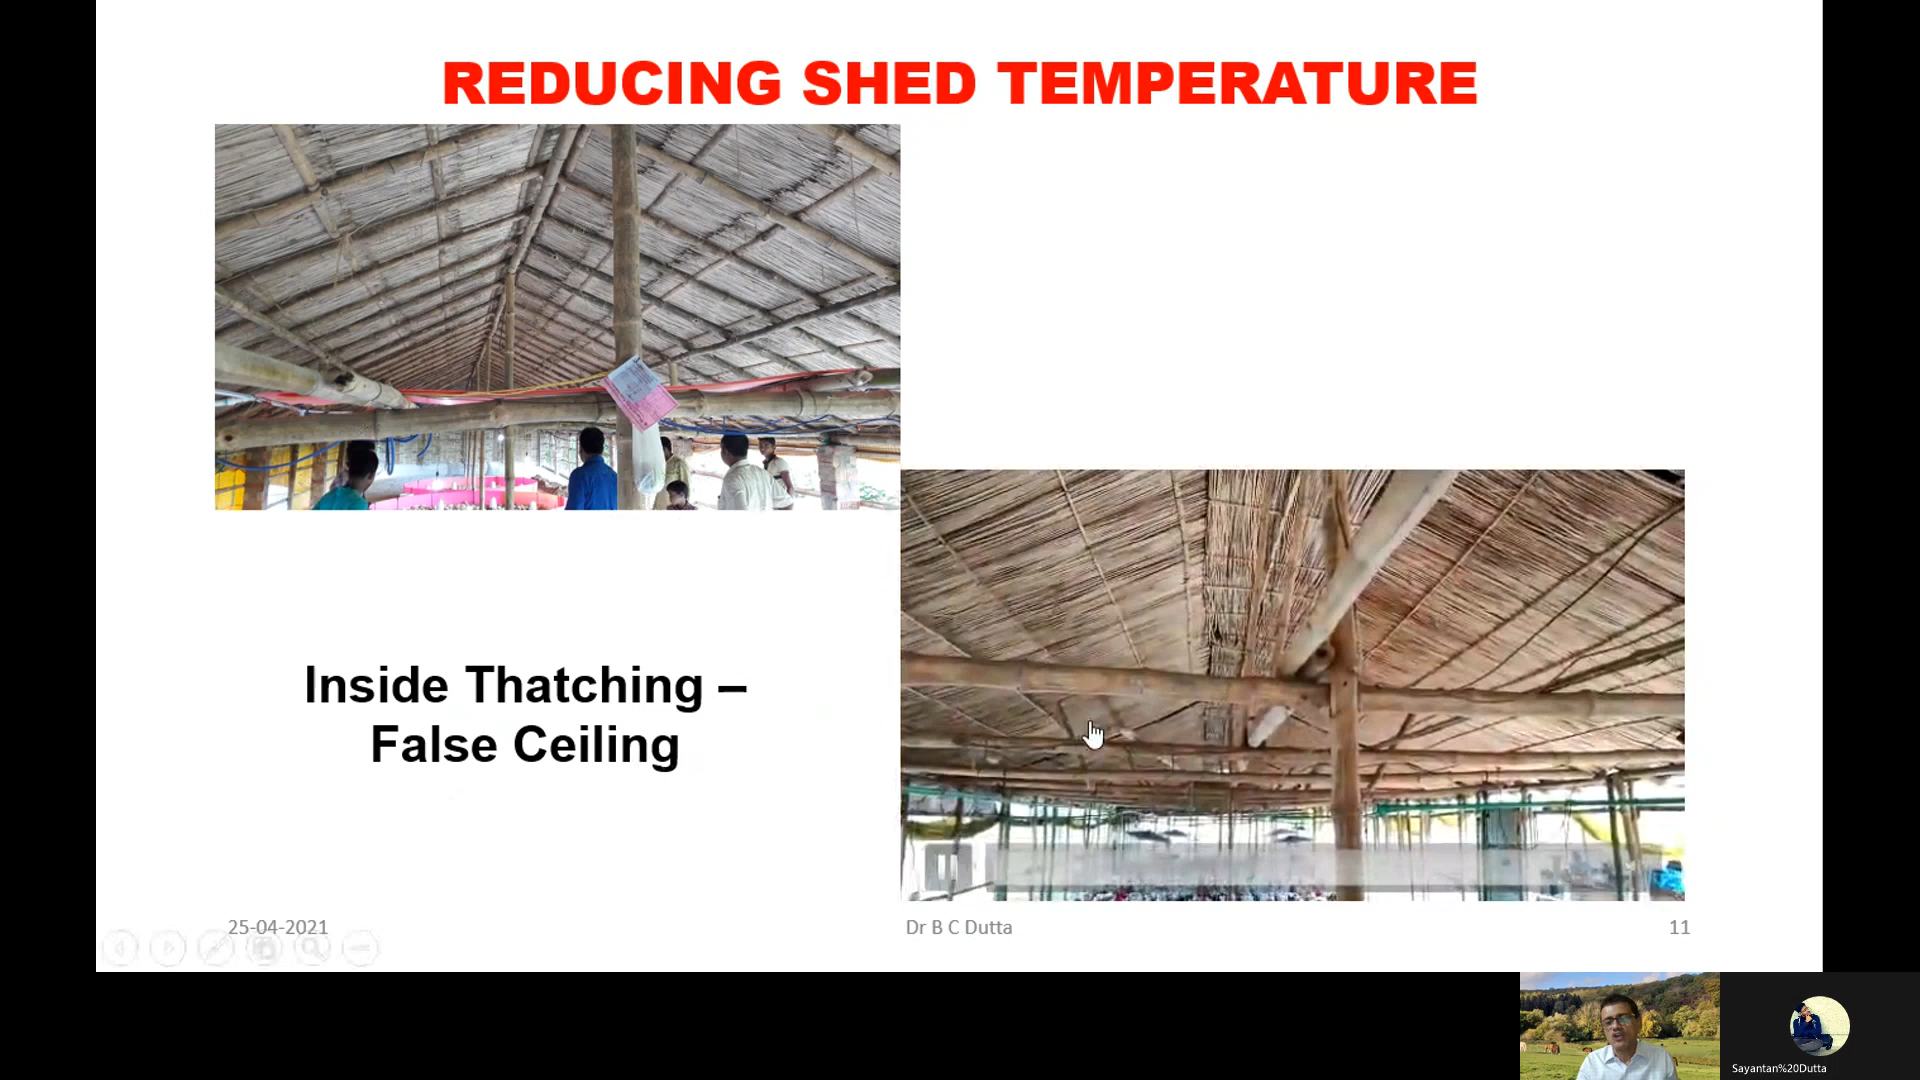 REDUCING SHED TEMPERATURE
Inside Thatching –
False Ceiling
25-04-2021
Dr B C Dutta
11
Sayantan%20Dutta